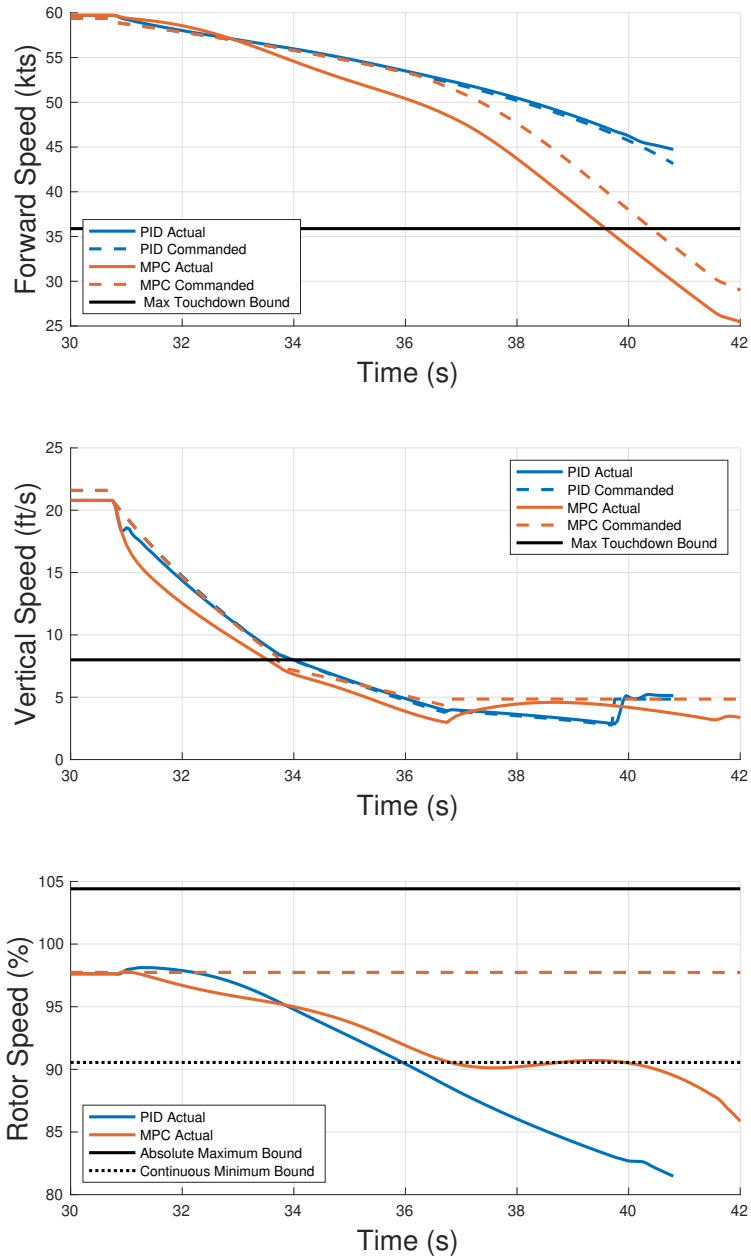 60
55
50
45
40
35
30
25
Forward Speed (kts)
PID Actual
PID Commanded
MPC Actual
MPC Commanded
Max Touchdown Bound
30 32 34 36 38 40 42
Time (s)
25
20
15
10
5
0
Vertical Speed (ft/s)
PID Actual
PID Commanded
MPC Actual
MPC Commanded
Max Touchdown Bound
30 32 34 36 38 40 42
Time (s)
105
100
95
90
85
80
Rotor Speed (%)
PID Actual
MPC Actual
Absolute Maximum Bound
Continuous Minimum Bound
30 32 34 36 38 40 42
Time (s)